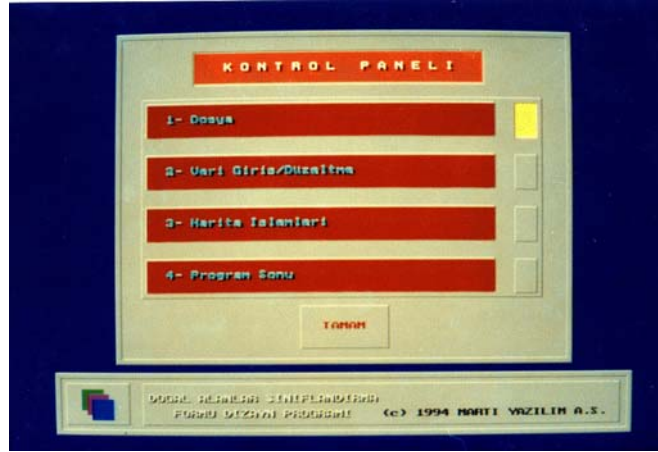 KONTROL PANELI
1- Dosya
2- Veri Giris/Düzeltme
3- Harita Islemleri
4- Program Sonu
TAMAM
DOGAL ALANLAR SINIFLANDIRMA
FORMU DIZAYN PROGRAMI (c) 1994 MARTI YAZILIM A.S.